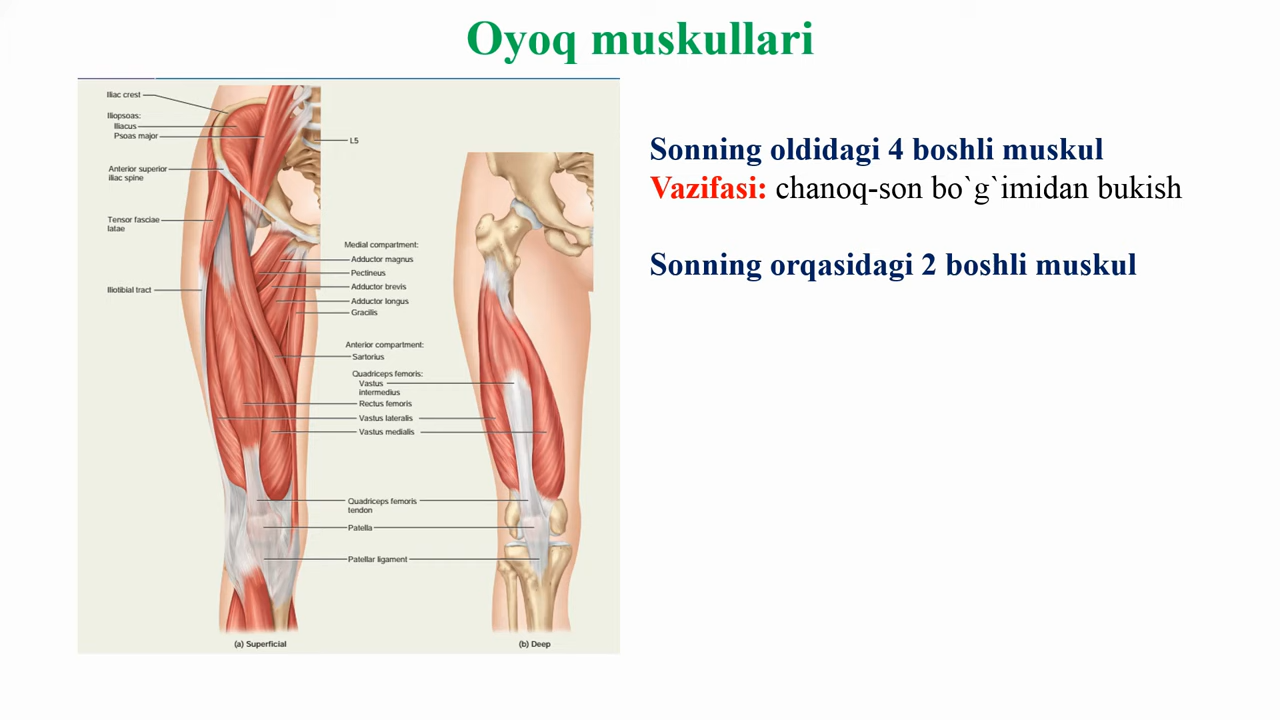 Oyoq muskullari
Iliac crest
Iliopsoas:
Iliacus
Psoas major
L5
Anterior superior
iliac spine
Tensor fasciae
latae
Iliotibial tract
Medial compartment:
Adductor magnus
Pectineus
Adductor brevis
Adductor longus
Gracilis
Anterior compartment:
Sartorius
Quadriceps femoris:
Vastus
intermedius
Rectus femoris
Vastus lateralis
Vastus medialis
Quadriceps femoris
tendon
Patella
Patellar ligament
(a) Superficial
(b) Deep
Sonning oldidagi 4 boshli muskul
Vazifasi: chanoq-son bo`g`imidan bukish
Sonning orqasidagi 2 boshli muskul